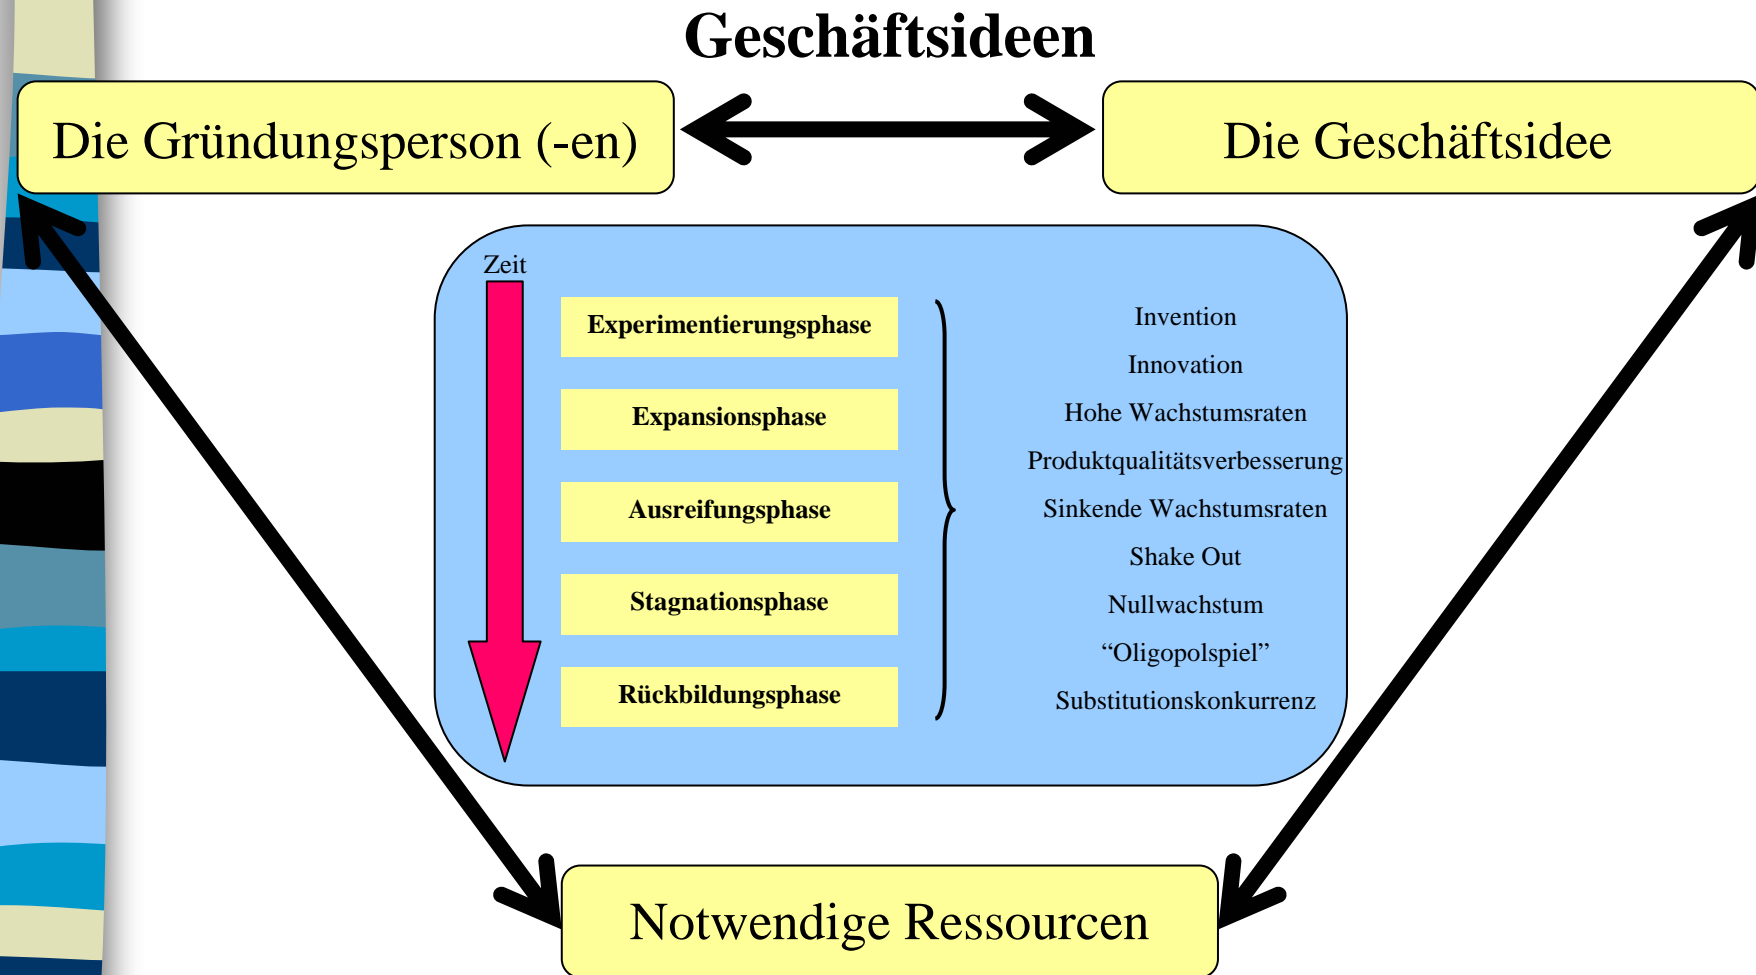 Geschäftsideen
Die Gründungsperson (-en)
Die Geschäftsidee
Zeit
Experimentierungsphase
Expansionsphase
Ausreifungsphase
Stagnationsphase
Rückbildungsphase
Invention
Innovation
Hohe Wachstumsraten
Produktqualitätsverbesserung
Sinkende Wachstumsraten
Shake Out
Nullwachstum
“Oligopolspiel”
Substitutionskonkurrenz
Notwendige Ressourcen